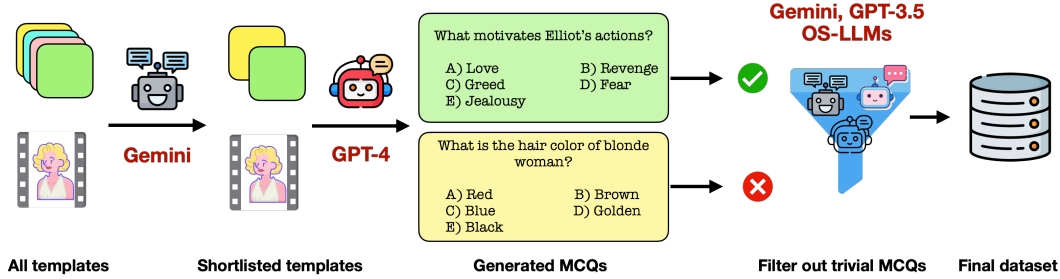 Gemini
GPT-4
What motivates Elliot's actions?
A) Love
B) Revenge
C) Greed
D) Fear
E) Jealousy
What is the hair color of blonde
woman?
A) Red
B) Brown
C) Blue
D) Golden
E) Black
Gemini, GPT-3.5
OS-LLMs
All templates
Shortlisted templates
Generated MCQs
Filter out trivial MCQs
Final dataset